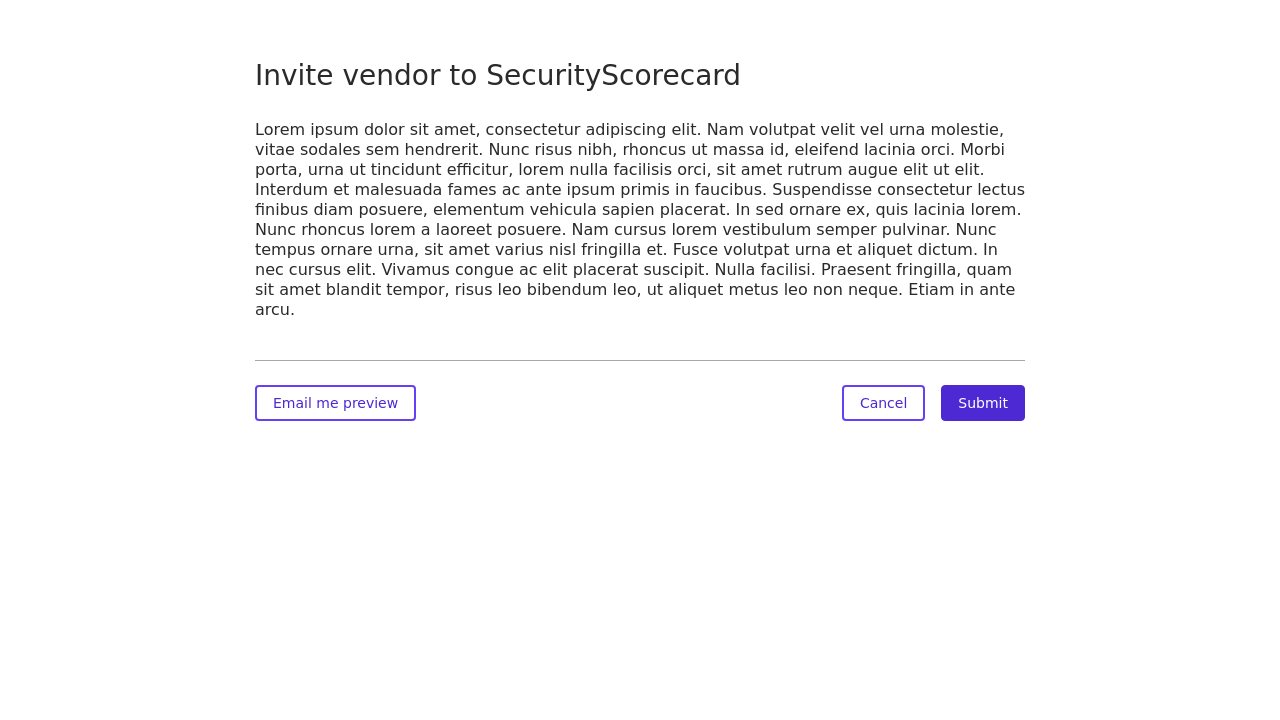 Invite vendor to SecurityScorecard
Lorem ipsum dolor sit amet, consectetur adipiscing elit. Nam volutpat velit vel urna molestie,
vitae sodales sem hendrerit. Nunc risus nibh, rhoncus ut massa id, eleifend lacinia orci. Morbi
porta, urna ut tincidunt efficitur, lorem nulla facilisis orci, sit amet rutrum augue elit ut elit.
Interdum et malesuada fames ac ante ipsum primis in faucibus. Suspendisse consectetur lectus
finibus diam posuere, elementum vehicula sapien placerat. In sed ornare ex, quis lacinia lorem.
Nunc rhoncus lorem a laoreet posuere. Nam cursus lorem vestibulum semper pulvinar. Nunc
tempus ornare urna, sit amet varius nisl fringilla et. Fusce volutpat urna et aliquet dictum. In
nec cursus elit. Vivamus congue ac elit placerat suscipit. Nulla facilisi. Praesent fringilla, quam
sit amet blandit tempor, risus leo bibendum leo, ut aliquet metus leo non neque. Etiam in ante
arcu.
Email me preview
Cancel
Submit